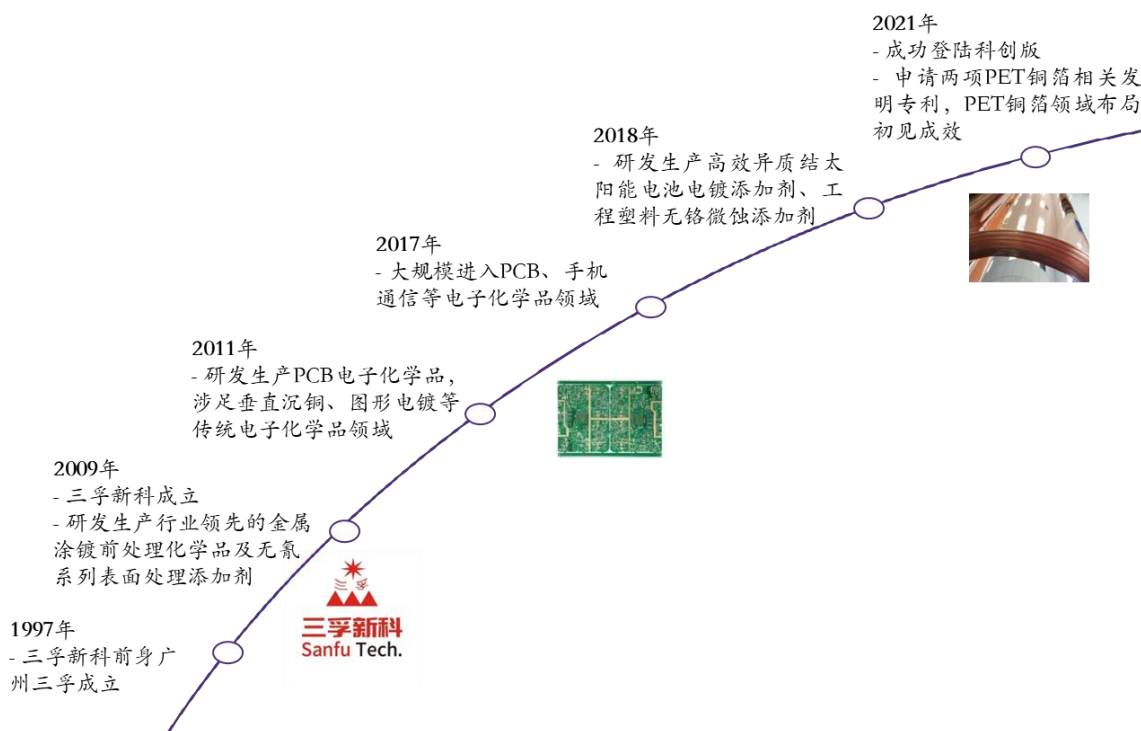 2021年
- 成功登陆科创版
- 申请两项PET铜箔相关发
明专利，PET铜箔领域布局
初见成效
2018年
- 研发生产高效异质结太
阳能电池电镀添加剂、工
程塑料无铬微蚀添加剂
2017年
- 大规模进入PCB、手机
通信等电子化学品领域
2011年
- 研发生产PCB电子化学品，
涉足垂直沉铜、图形电镀等
传统电子化学品领域
2009年
- 三孚新科成立
- 研发生产行业领先的金属
涂镀前处理化学品及无氰
系列表面处理添加剂
三孚
三孚新科
Sanfu Tech.
1997年
- 三孚新科前身广
州三孚成立